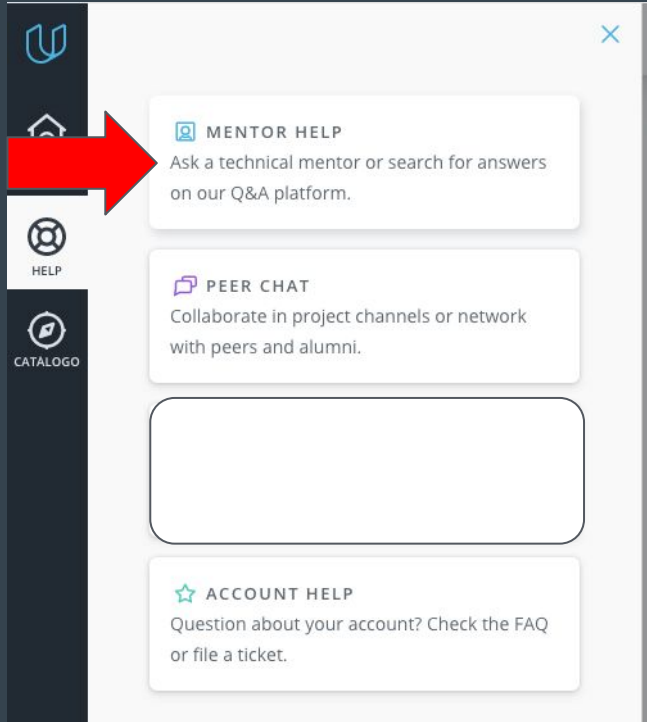 MENTOR HELP
Ask a technical mentor or search for answers
on our Q&A platform.
HELP
PEER CHAT
Collaborate in project channels or network
with peers and alumni.
CATÁLOGO
ACCOUNT HELP
Question about your account? Check the FAQ
or file a ticket.